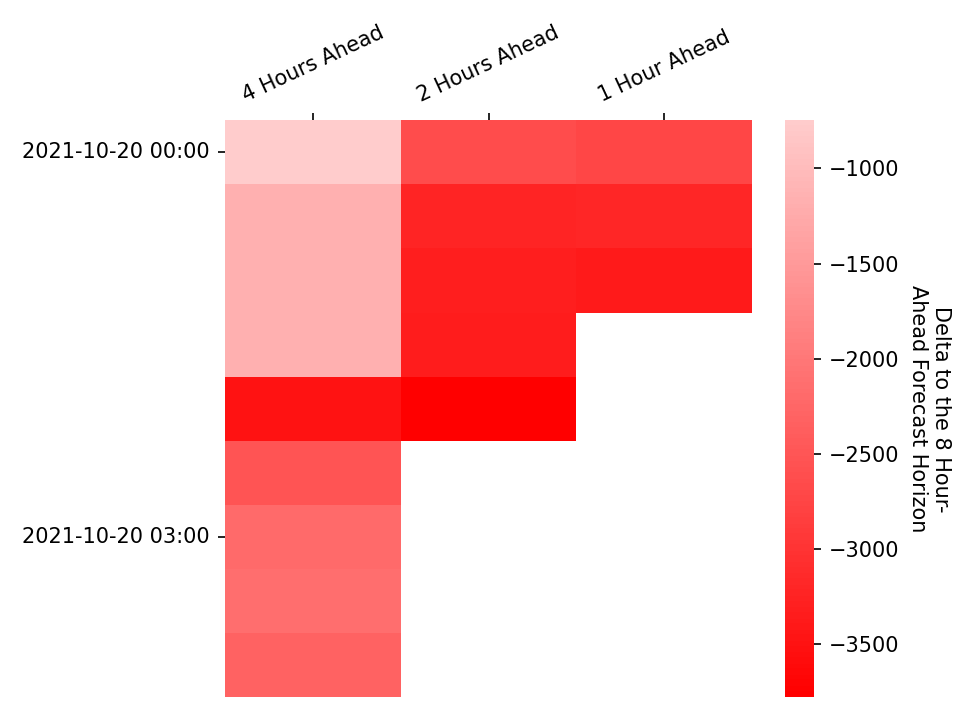 4 Hours Ahead
2 Hours Ahead
1 Hour Ahead
2021-10-20 00:00
2021-10-20 03:00
−1000
−1500
−2000
−2500
−3000
−3500
Delta to the 8 Hour-
Ahead Forecast Horizon